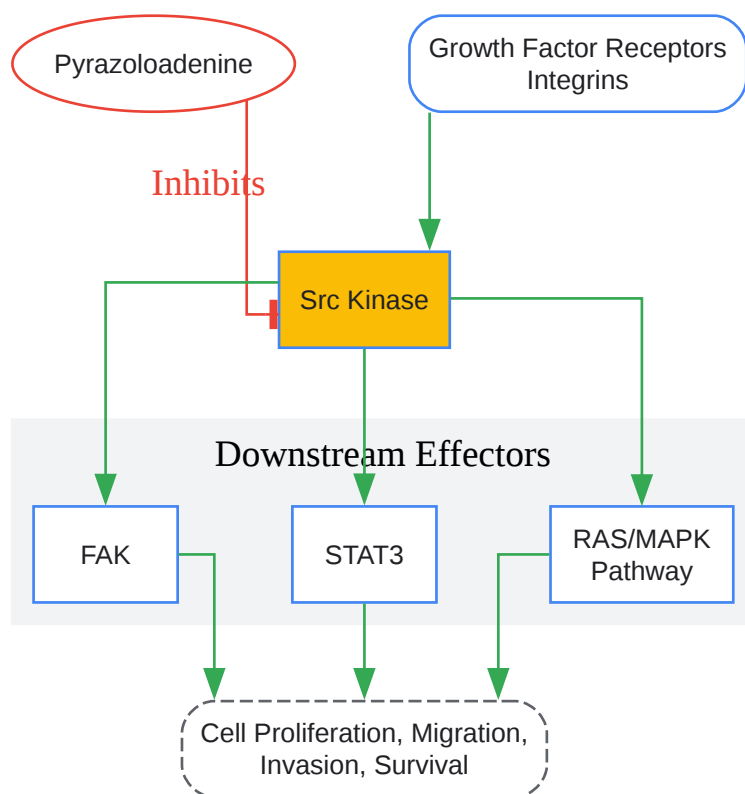 Pyrazoloadenine
Growth Factor Receptors
Integrins
Inhibits
Src Kinase
Downstream Effectors
FAK
STAT3
RAS/MAPK
Pathway
Cell Proliferation, Migration,
Invasion, Survival